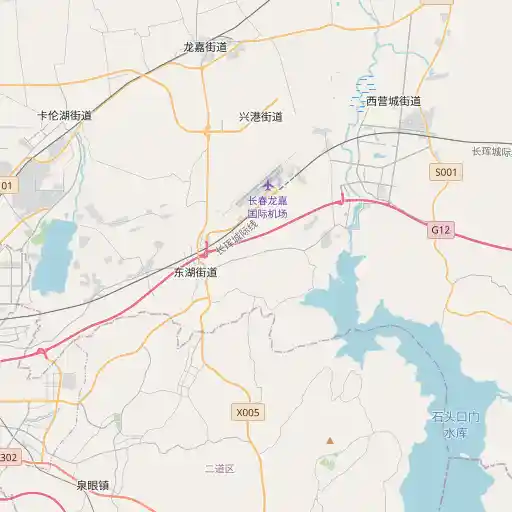 龙嘉街道
西营城街道
卡伦湖街道
兴港街道
长珲城际
S001
01
长春龙嘉
国际机场
G12
长珲城际线
东湖街道
X005
石头口门
水库
302
二道区
泉眼镇